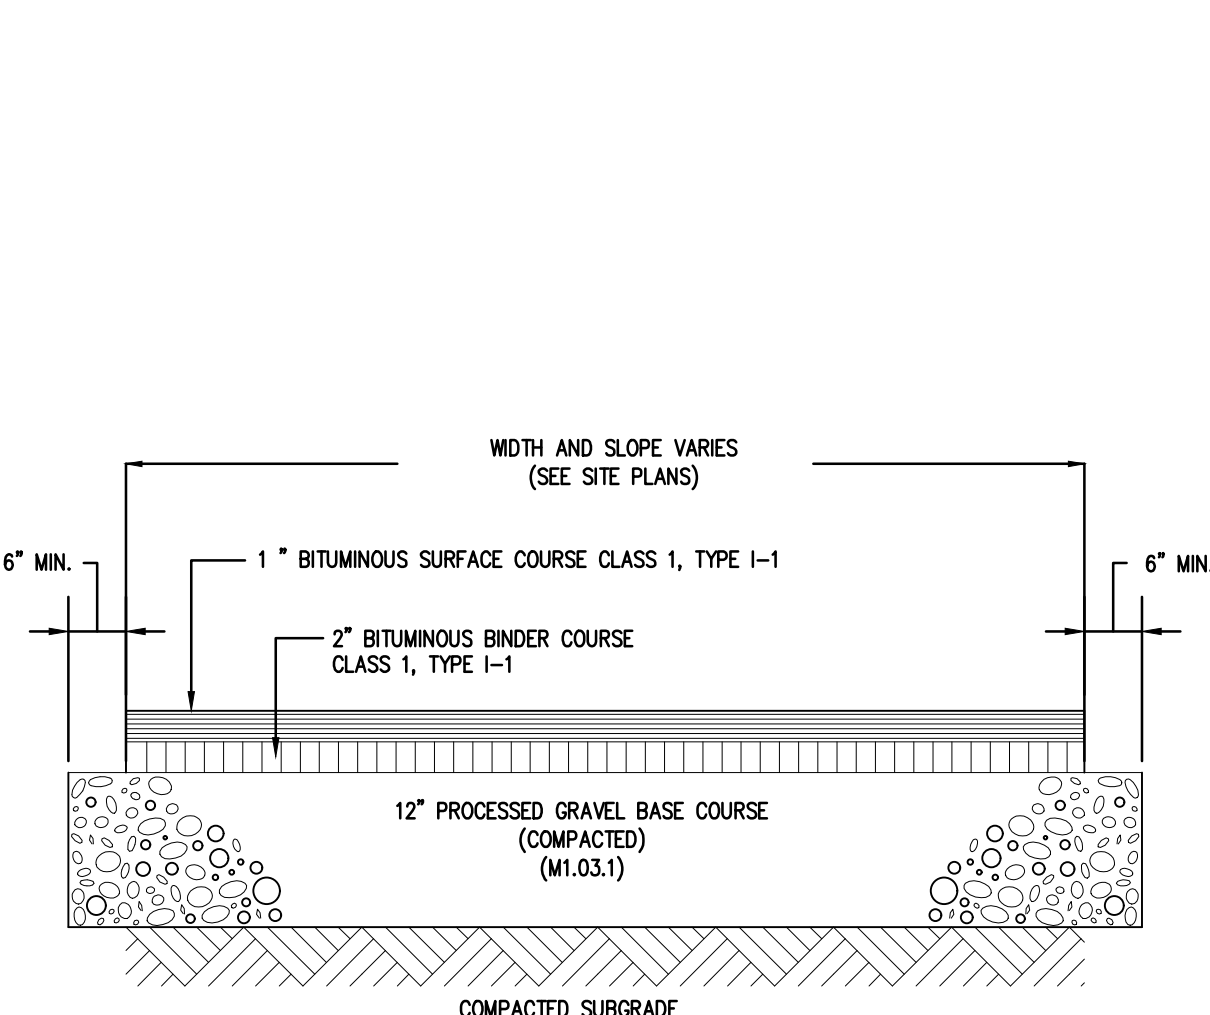 WIDTH AND SLOPE VARIES
(SEE SITE PLANS)
6” MIN.
1 ” BITUMINOUS SURFACE COURSE CLASS 1, TYPE I-1
6” MIN.
2” BITUMINOUS BINDER COURSE
CLASS 1, TYPE I-1
12” PROCESSED GRAVEL BASE COURSE
(COMPACTED)
(M1.03.1)
COMPACTED SUBGRADE